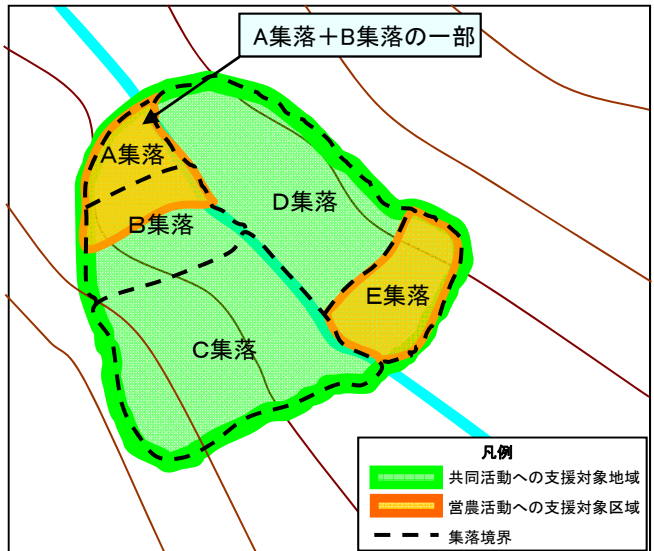 A集落+B集落の一部
A集落
B集落
D集落
E集落
C集落
凡例
共同活動への支援対象地域
営農活動への支援対象区域
集落境界